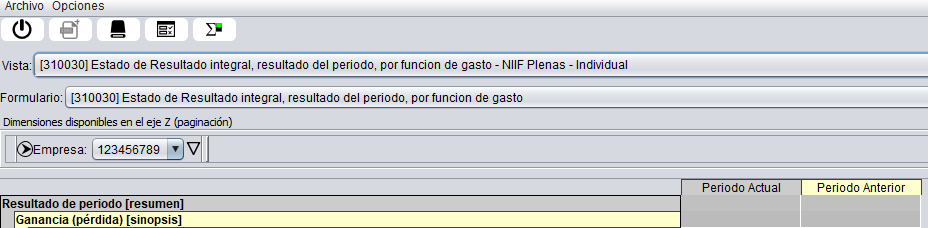 Archivo Opciones
Σ
Vista: [310030] Estado de Resultado integral, resultado del periodo, por funcion de gasto - NIIF Plenas - Individual
Formulario: [310030] Estado de Resultado integral, resultado del periodo, por funcion de gasto
Dimensiones disponibles en el eje Z (paginación)
Empresa: 123456789
Periodo Actual Periodo Anterior
Resultado de periodo [resumen]
Ganancia (pérdida) [sinopsis]